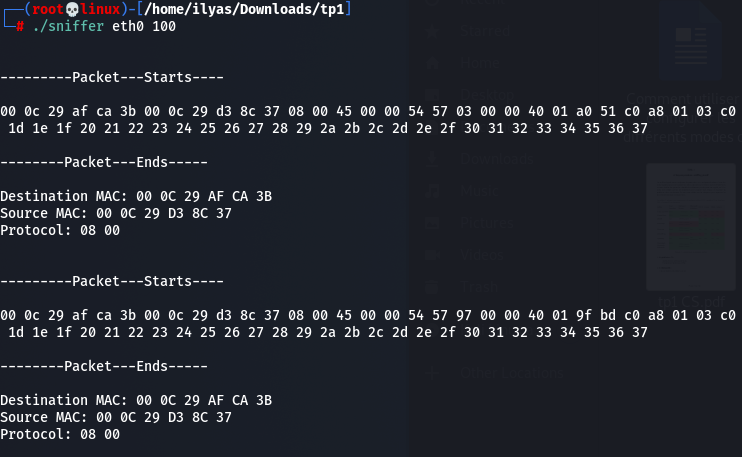 ┌──(root💀linux)-[/home/ilyas/Downloads/tp1]
└─# ./sniffer eth0 100
---------Packet---Starts----
00 0c 29 af ca 3b 00 0c 29 d3 8c 37 08 00 45 00 00 54 57 03 00 00 40 01 a0 51 c0 a8 01 03 c0
1d 1e 1f 20 21 22 23 24 25 26 27 28 29 2a 2b 2c 2d 2e 2f 30 31 32 33 34 35 36 37
--------Packet---Ends-----
Destination MAC: 00 0C 29 AF CA 3B
Source MAC: 00 0C 29 D3 8C 37
Protocol: 08 00
---------Packet---Starts----
00 0c 29 af ca 3b 00 0c 29 d3 8c 37 08 00 45 00 00 54 57 97 00 00 40 01 9f bd c0 a8 01 03 c0
1d 1e 1f 20 21 22 23 24 25 26 27 28 29 2a 2b 2c 2d 2e 2f 30 31 32 33 34 35 36 37
--------Packet---Ends-----
Destination MAC: 00 0C 29 AF CA 3B
Source MAC: 00 0C 29 D3 8C 37
Protocol: 08 00
tp1.CS.pdf